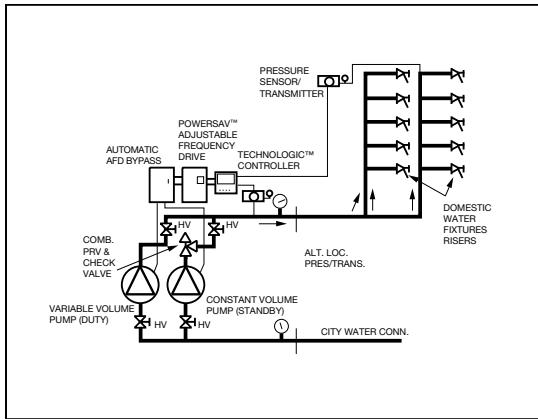 PRESSURE
SENSOR/
TRANSMITTER
POWERSAV™
ADJUSTABLE
FREQUENCY
DRIVE
AUTOMATIC
AFD BYPASS
TECHNOLOGIC™
CONTROLLER
HV
HV
DOMESTIC
WATER
FIXTURES
RISERS
COMB.
PRV &
CHECK
VALVE
ALT. LOC.
PRES/TRANS.
VARIABLE VOLUME
PUMP (DUTY)
CONSTANT VOLUME
PUMP (STANDBY)
HV
HV
CITY WATER CONN.